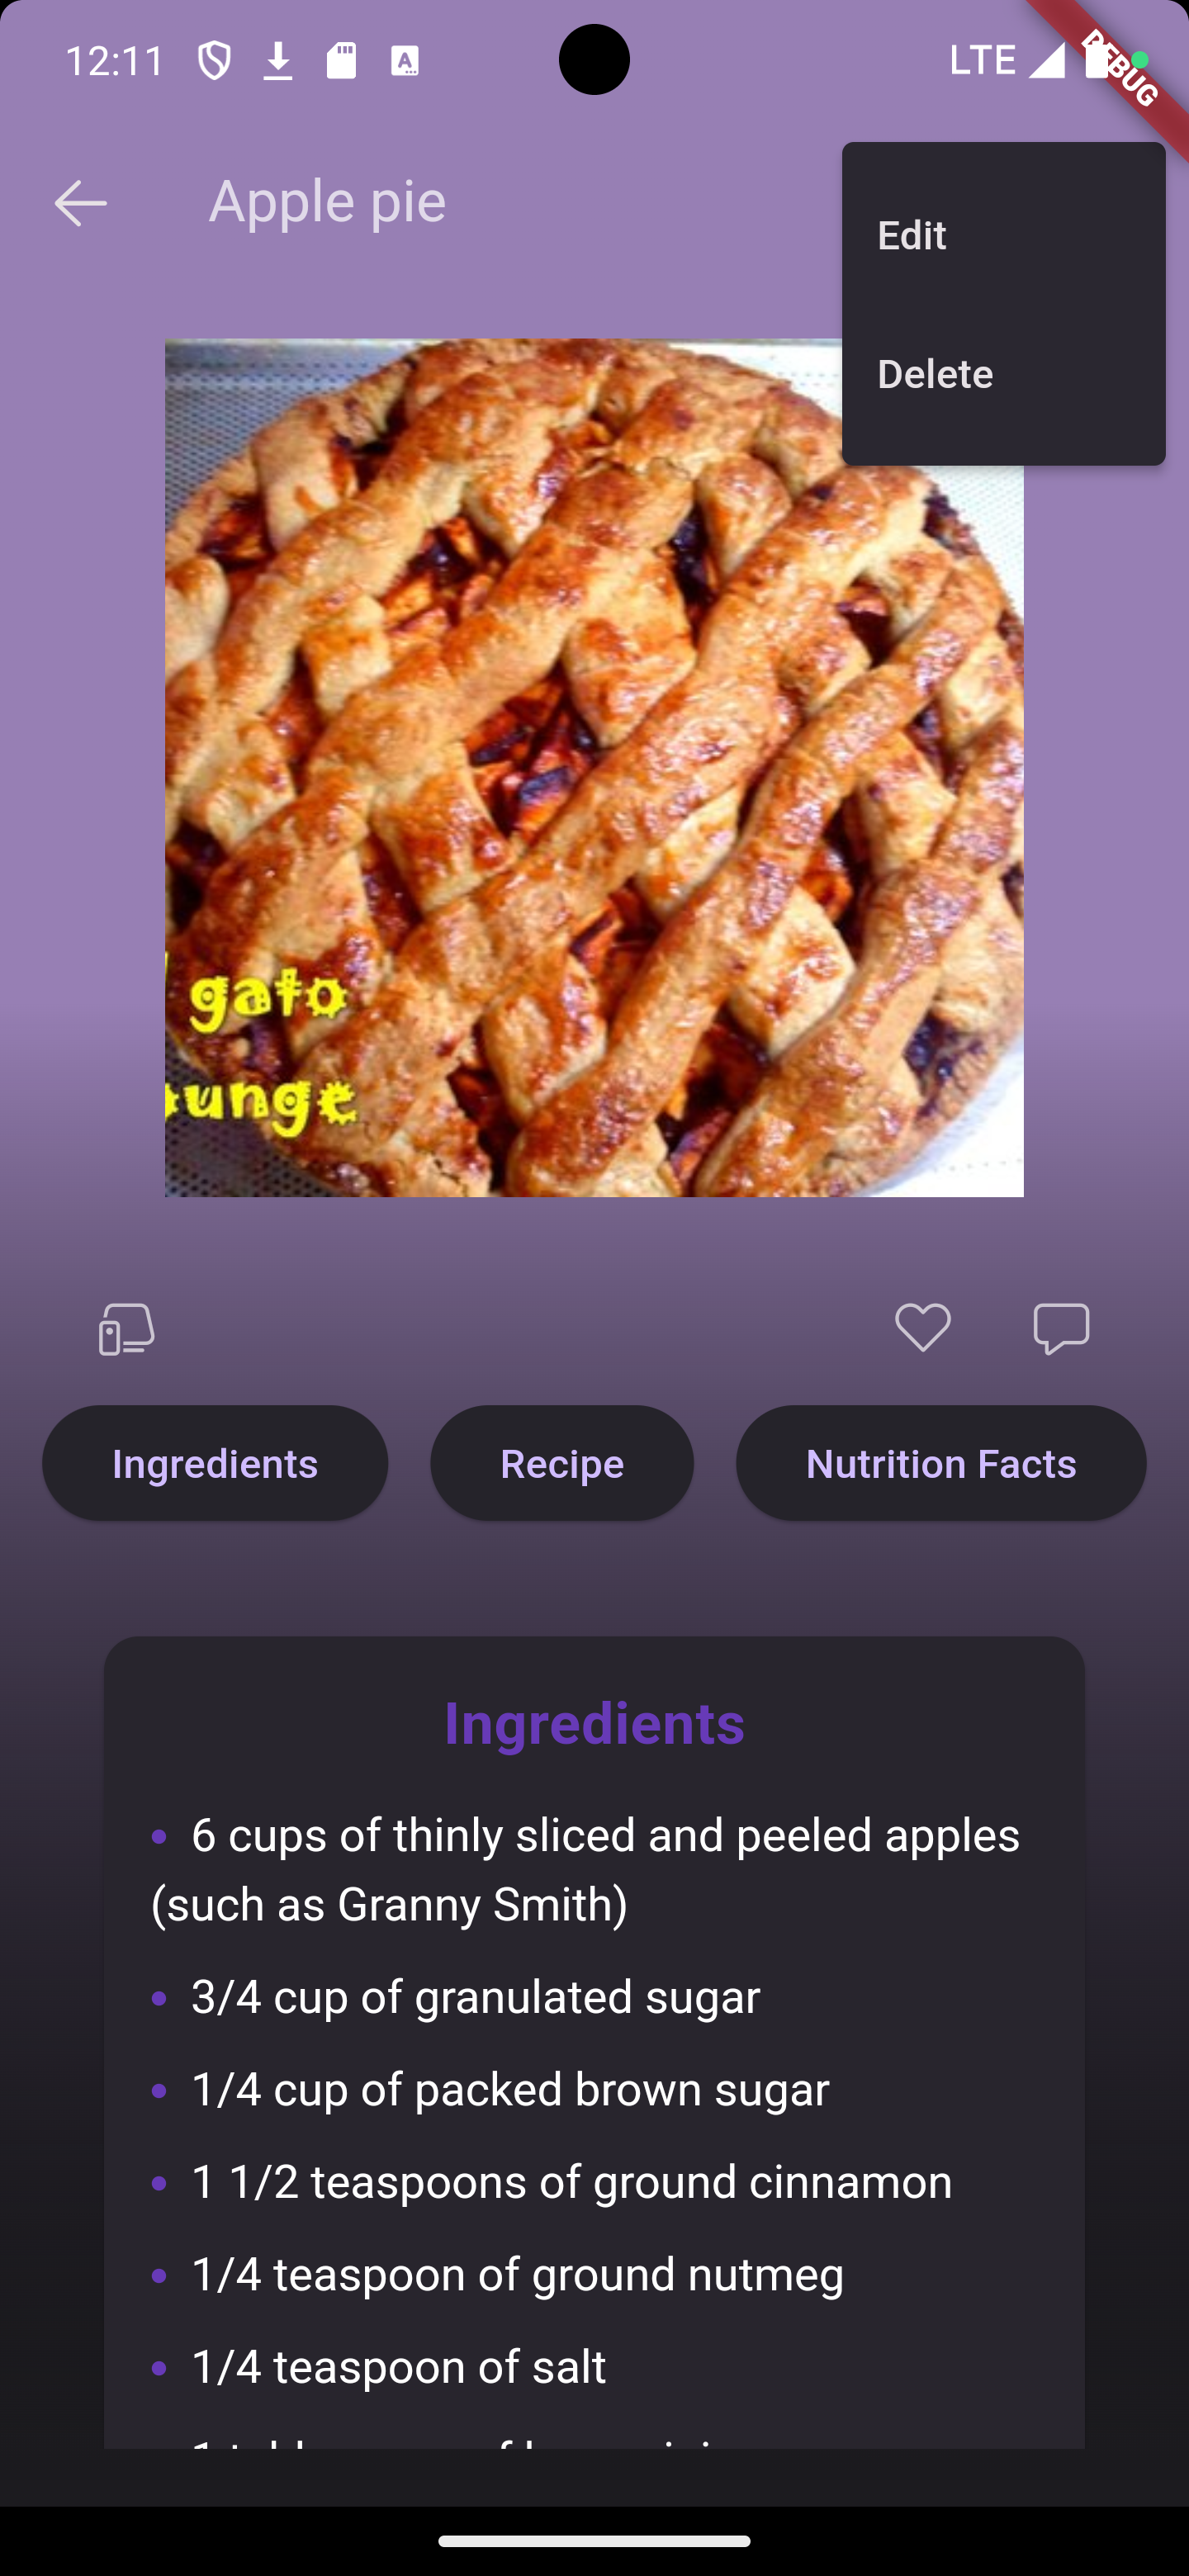 12:11
LTE
DEBUG
Apple pie
Edit
Delete
gato
unge
Ingredients
Recipe
Nutrition Facts
Ingredients
• 6 cups of thinly sliced and peeled apples
(such as Granny Smith)
• 3/4 cup of granulated sugar
• 1/4 cup of packed brown sugar
• 1 1/2 teaspoons of ground cinnamon
• 1/4 teaspoon of ground nutmeg
• 1/4 teaspoon of salt